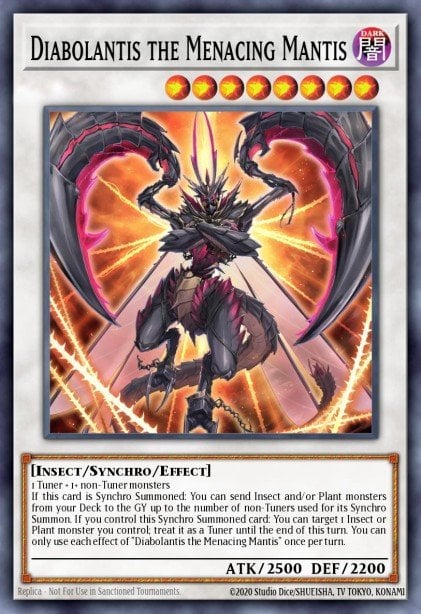 DIABOLANTIS THE MENACING MANTIS
DARK
闇
[INSECT/SYNCHRO/EFFECT]
1 Tuner + 1+ non-Tuner monsters
If this card is Synchro Summoned: You can send Insect and/or Plant monsters
from your Deck to the GY up to the number of non-Tuners used for its Synchro
Summon. If you control this Synchro Summoned card: You can target 1 Insect or
Plant monster you control; treat it as a Tuner until the end of this turn. You can
only use each effect of "Diabolantis the Menacing Mantis" once per turn.
ATK/2500 DEF/2200
Replica - Not For Use in Sanctioned Tournaments. ©2020 Studio Dice/SHUEISHA, TV TOKYO, KONAMI